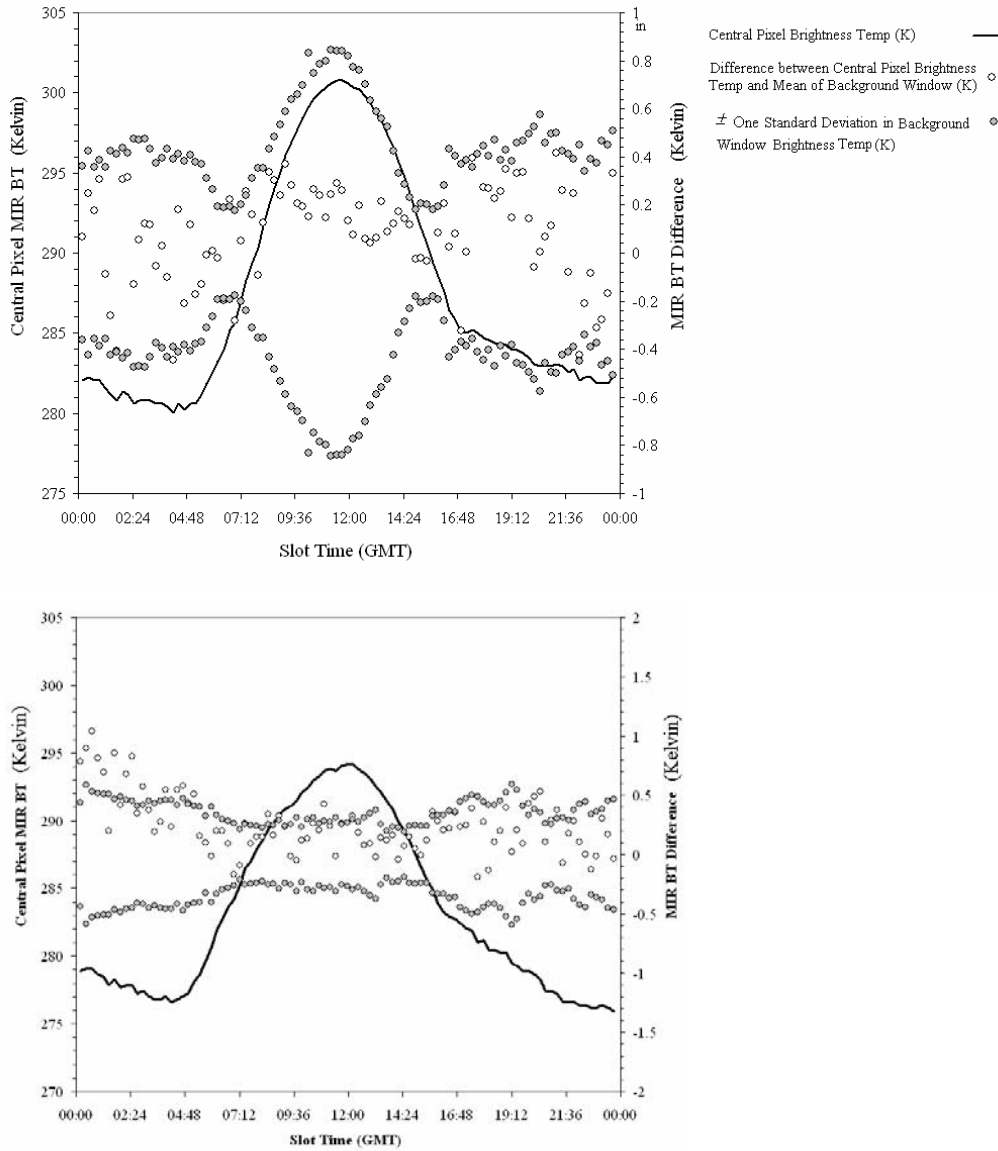 305
300
295
290
285
280
275
Central Pixel MIR BT (Kelvin)
1
in
0.8
0.6
0.4
0.2
0
-0.2
-0.4
-0.6
-0.8
-1
MIR BT Difference (Kelvin)
00:00 02:24 04:48 07:12 09:36 12:00 14:24 16:48 19:12 21:36 00:00
Slot Time (GMT)
Central Pixel Brightness Temp (K)
Difference between Central Pixel Brightness
Temp and Mean of Background Window (K)
± One Standard Deviation in Background
Window Brightness Temp (K)
305
300
295
290
285
280
275
270
Central Pixel MIR BT (Kelvin)
2
1.5
1
0.5
0
-0.5
-1
-1.5
-2
MIR BT Difference (Kelvin)
00:00 02:24 04:48 07:12 09:36 12:00 14:24 16:48 19:12 21:36 00:00
Slot Time (GMT)